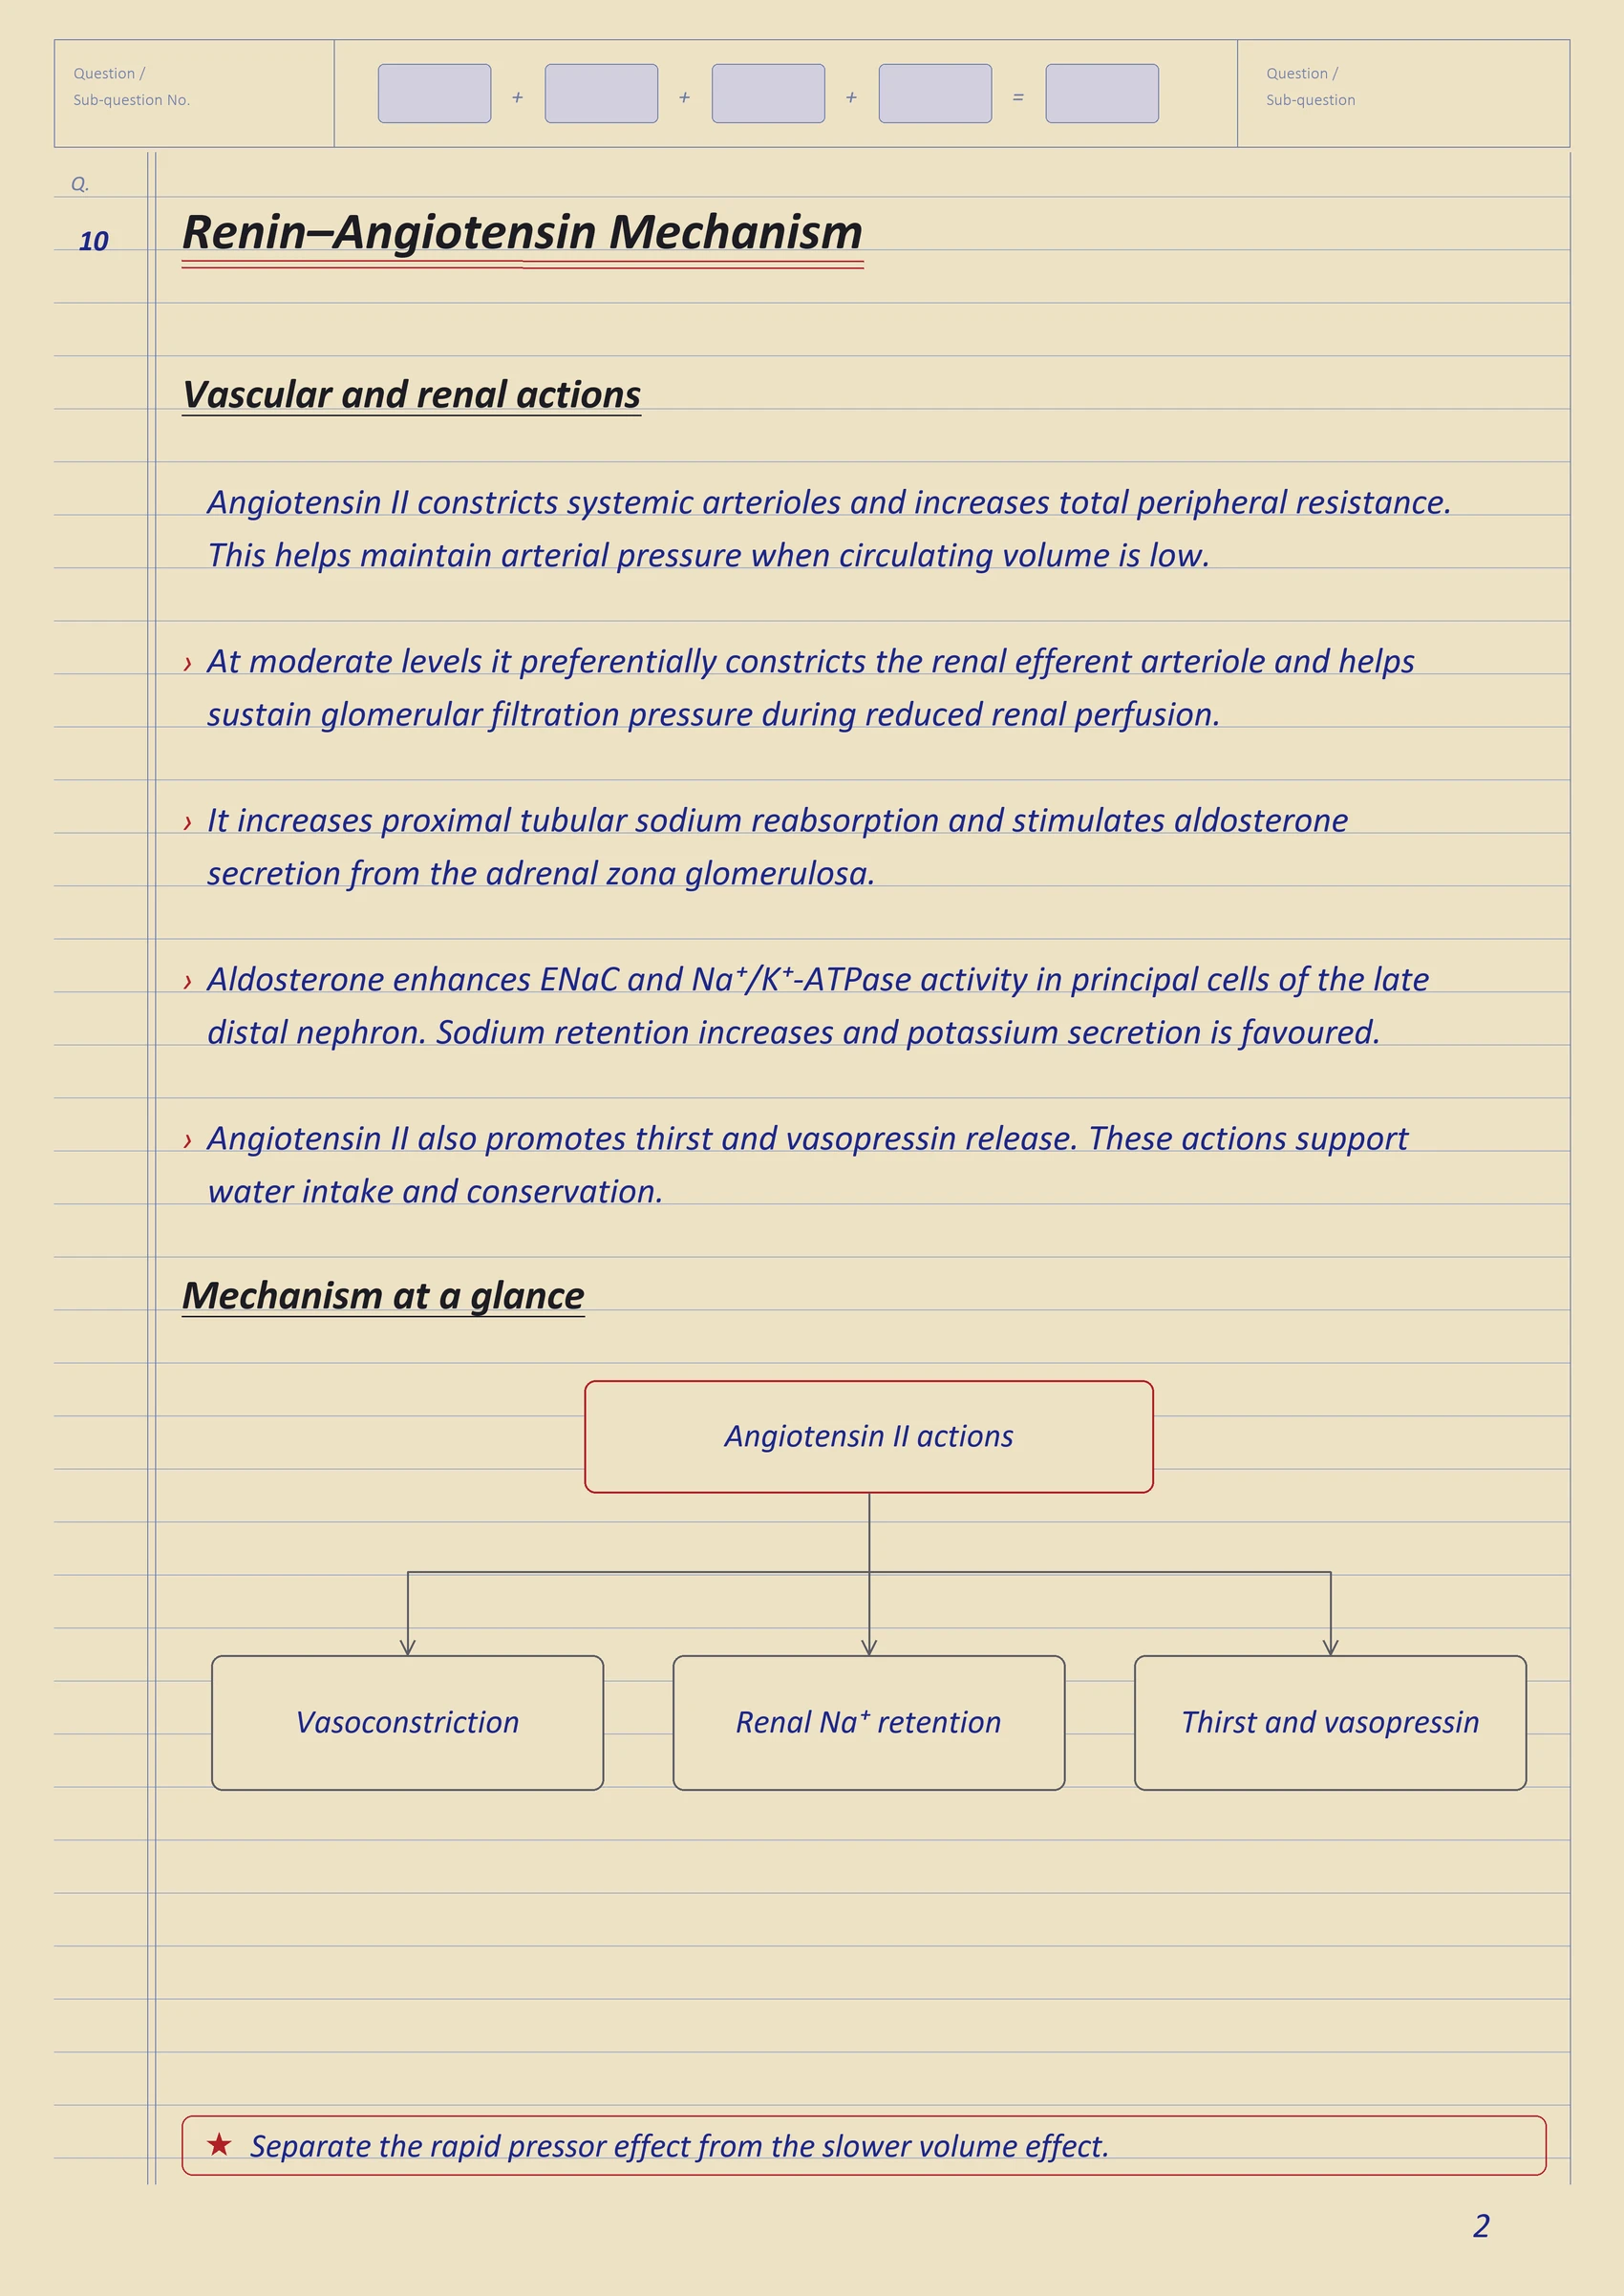 Question /
Sub-question No.
+ + + =
Question /
Sub-question
Q.
10
Renin–Angiotensin Mechanism
Vascular and renal actions
Angiotensin II constricts systemic arterioles and increases total peripheral resistance.
This helps maintain arterial pressure when circulating volume is low.
› At moderate levels it preferentially constricts the renal efferent arteriole and helps
sustain glomerular filtration pressure during reduced renal perfusion.
› It increases proximal tubular sodium reabsorption and stimulates aldosterone
secretion from the adrenal zona glomerulosa.
› Aldosterone enhances ENaC and Na⁺/K⁺-ATPase activity in principal cells of the late
distal nephron. Sodium retention increases and potassium secretion is favoured.
› Angiotensin II also promotes thirst and vasopressin release. These actions support
water intake and conservation.
Mechanism at a glance
Angiotensin II actions
Vasoconstriction
Renal Na⁺ retention
Thirst and vasopressin
★ Separate the rapid pressor effect from the slower volume effect.
2